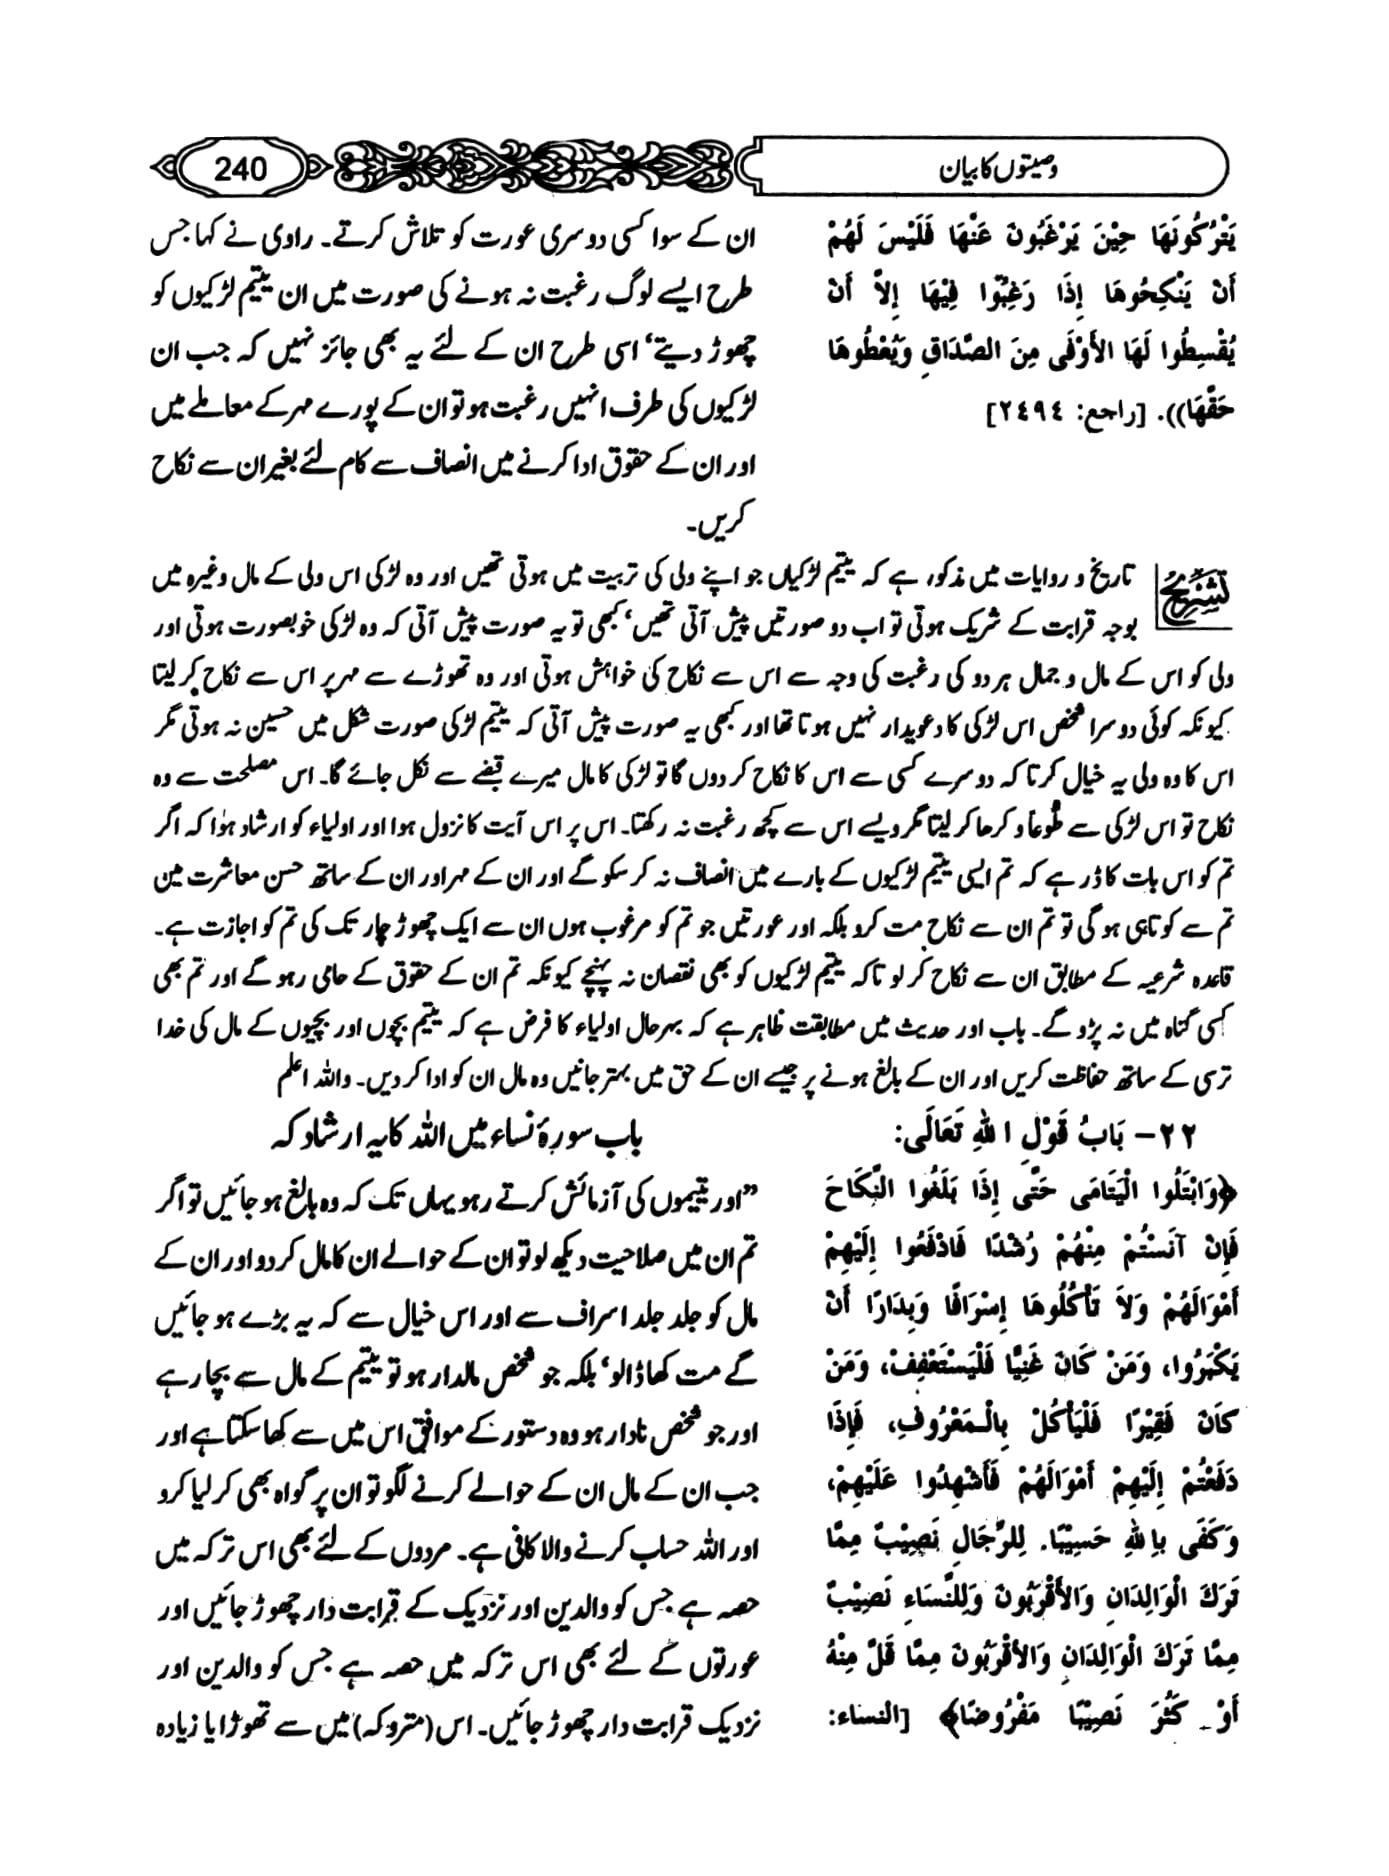 وصیتوں کا بیان
240
يَتْرُكُونَهَا حِيْنَ يَرْغَبُونَ عَنْهَا فَلَيْسَ لَهُمْ
أَنْ يَنْكِحُوهَا إِذَا رَغِبُوا فِيْهَا إِلاَّ أَنْ
يُقْسِطُوا لَهَا الأَوْفَى مِنَ الصَّدَاقِ وَيُعْطُوهَا
حَقَّهَا)). [راجع: ٢٤٩٤]
ان کے سوا کسی دوسری عورت کو تلاش کرتے۔ راوی نے کہا جس
طرح ایسے لوگ رغبت نہ ہونے کی صورت میں ان یتیم لڑکیوں کو
چھوڑ دیتے' اسی طرح ان کے لئے یہ بھی جائز نہیں کہ جب ان
لڑکیوں کی طرف انہیں رغبت ہو تو ان کے پورے مہر کے معاملے میں
اور ان کے حقوق ادا کرنے میں انصاف سے کام لئے بغیر ان سے نکاح
کریں۔
تشریح
تاریخ و روایات میں مذکور ہے کہ یتیم لڑکیاں جو اپنے ولی کی تربیت میں ہوتی تھیں اور وہ لڑکی اس ولی کے مال وغیرہ میں
بوجہ قرابت کے شریک ہوتی تو اب دو صورتیں پیش آتی تھیں' کبھی تو یہ صورت پیش آتی کہ وہ لڑکی خوبصورت ہوتی اور
ولی کو اس کے مال و جمال ہر دو کی رغبت کی وجہ سے اس سے نکاح کی خواہش ہوتی اور وہ تھوڑے سے مہر پر اس سے نکاح کر لیتا
کیونکہ کوئی دوسرا شخص اس لڑکی کا دعویدار نہیں ہوتا تھا اور کبھی یہ صورت پیش آتی کہ یتیم لڑکی صورت شکل میں حسین نہ ہوتی مگر
اس کا وہ ولی یہ خیال کرتا کہ دوسرے کسی سے اس کا نکاح کر دوں گا تو لڑکی کا مال میرے قبضے سے نکل جائے گا۔ اس مصلحت سے وہ
نکاح تو اس لڑکی سے طوعاً و کرھا کر لیتا مگر ویسے اس سے کچھ رغبت نہ رکھتا۔ اس پر اس آیت کا نزول ہوا اور اولیاء کو ارشاد ہوا کہ اگر
تم کو اس بات کا ڈر ہے کہ تم ایسی یتیم لڑکیوں کے بارے میں انصاف نہ کر سکو گے اور ان کے مہر اور ان کے ساتھ حسن معاشرت میں
تم سے کوتاہی ہو گی تو تم ان سے نکاح مت کرو بلکہ اور عورتیں جو تم کو مرغوب ہوں ان سے ایک چھوڑ چار تک کی تم کو اجازت ہے۔
قاعدہ شرعیہ کے مطابق ان سے نکاح کر لو تاکہ یتیم لڑکیوں کو بھی نقصان نہ پہنچے کیونکہ تم ان کے حقوق کے حامی رہو گے اور تم بھی
کسی گناہ میں نہ پڑو گے۔ باب اور حدیث میں مطابقت ظاہر ہے کہ بہرحال اولیاء کا فرض ہے کہ یتیم بچوں اور بچیوں کے مال کی خدا
ترسی کے ساتھ حفاظت کریں اور ان کے بالغ ہونے پر جیسے ان کے حق میں بہتر جانیں وہ مال ان کو ادا کر دیں۔ واللہ اعلم
٢٢- بَابُ قَوْلِ اللهِ تَعَالَى:
﴿وَابْتَلُوا الْيَتَامَى حَتَّى إِذَا بَلَغُوا النِّكَاحَ
فَإِنْ آنَسْتُمْ مِنْهُمْ رُشْدًا فَادْفَعُوا إِلَيْهِمْ
أَمْوَالَهُمْ وَلاَ تَأْكُلُوهَا إِسْرَافًا وَبِدَارًا أَنْ
يَكْبَرُوا، وَمَنْ كَانَ غَنِيًّا فَلْيَسْتَعْفِفْ، وَمَنْ
كَانَ فَقِيْرًا فَلْيَأْكُلْ بِالْـمَعْرُوفِ، فَإِذَا
دَفَعْتُمْ إِلَيْهِمْ أَمْوَالَهُمْ فَأَشْهِدُوا عَلَيْهِمْ،
وَكَفَى بِاللهِ حَسِيْبًا. لِلرِّجَالِ نَصِيْبٌ مِمَّا
تَرَكَ الْوَالِدَانِ وَالأَقْرَبُونَ وَلِلنِّسَاءِ نَصِيْبٌ
مِمَّا تَرَكَ الْوَالِدَانِ وَالأَقْرَبُونَ مِمَّا قَلَّ مِنْهُ
أَوْ كَثُرَ نَصِيْبًا مَفْرُوضًا﴾ [النساء:
باب سورۂ نساء میں اللہ کا یہ ارشاد کہ
"اور یتیموں کی آزمائش کرتے رہو یہاں تک کہ وہ بالغ ہو جائیں تو اگر
تم ان میں صلاحیت دیکھ لو تو ان کے حوالے ان کا مال کر دو اور ان کے
مال کو جلد جلد اسراف سے اور اس خیال سے کہ یہ بڑے ہو جائیں
گے مت کھا ڈالو' بلکہ جو شخص مالدار ہو تو یتیم کے مال سے بچا رہے
اور جو شخص نادار ہو وہ دستور کے موافق اس میں سے کھا سکتا ہے اور
جب ان کے مال ان کے حوالے کرنے لگو تو ان پر گواہ بھی کر لیا کرو
اور اللہ حساب کرنے والا کافی ہے۔ مردوں کے لئے بھی اس ترکہ میں
حصہ ہے جس کو والدین اور نزدیک کے قرابت دار چھوڑ جائیں اور
عورتوں کے لئے بھی اس ترکہ میں حصہ ہے جس کو والدین اور
نزدیک قرابت دار چھوڑ جائیں۔ اس (متروکہ) میں سے تھوڑا یا زیادہ